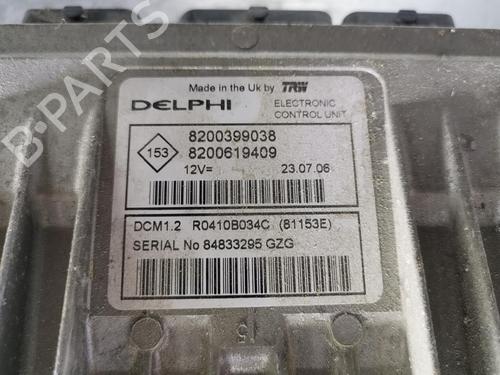 B-PARTS
Made in the Uk by TRW
DELPHI
ELECTRONIC
CONTROL UNIT
8200399038
153
8200619409
12V=
23.07.06
DCM1.2 R0410B034C (81153E)
SERIAL No 84833295 GZG
15